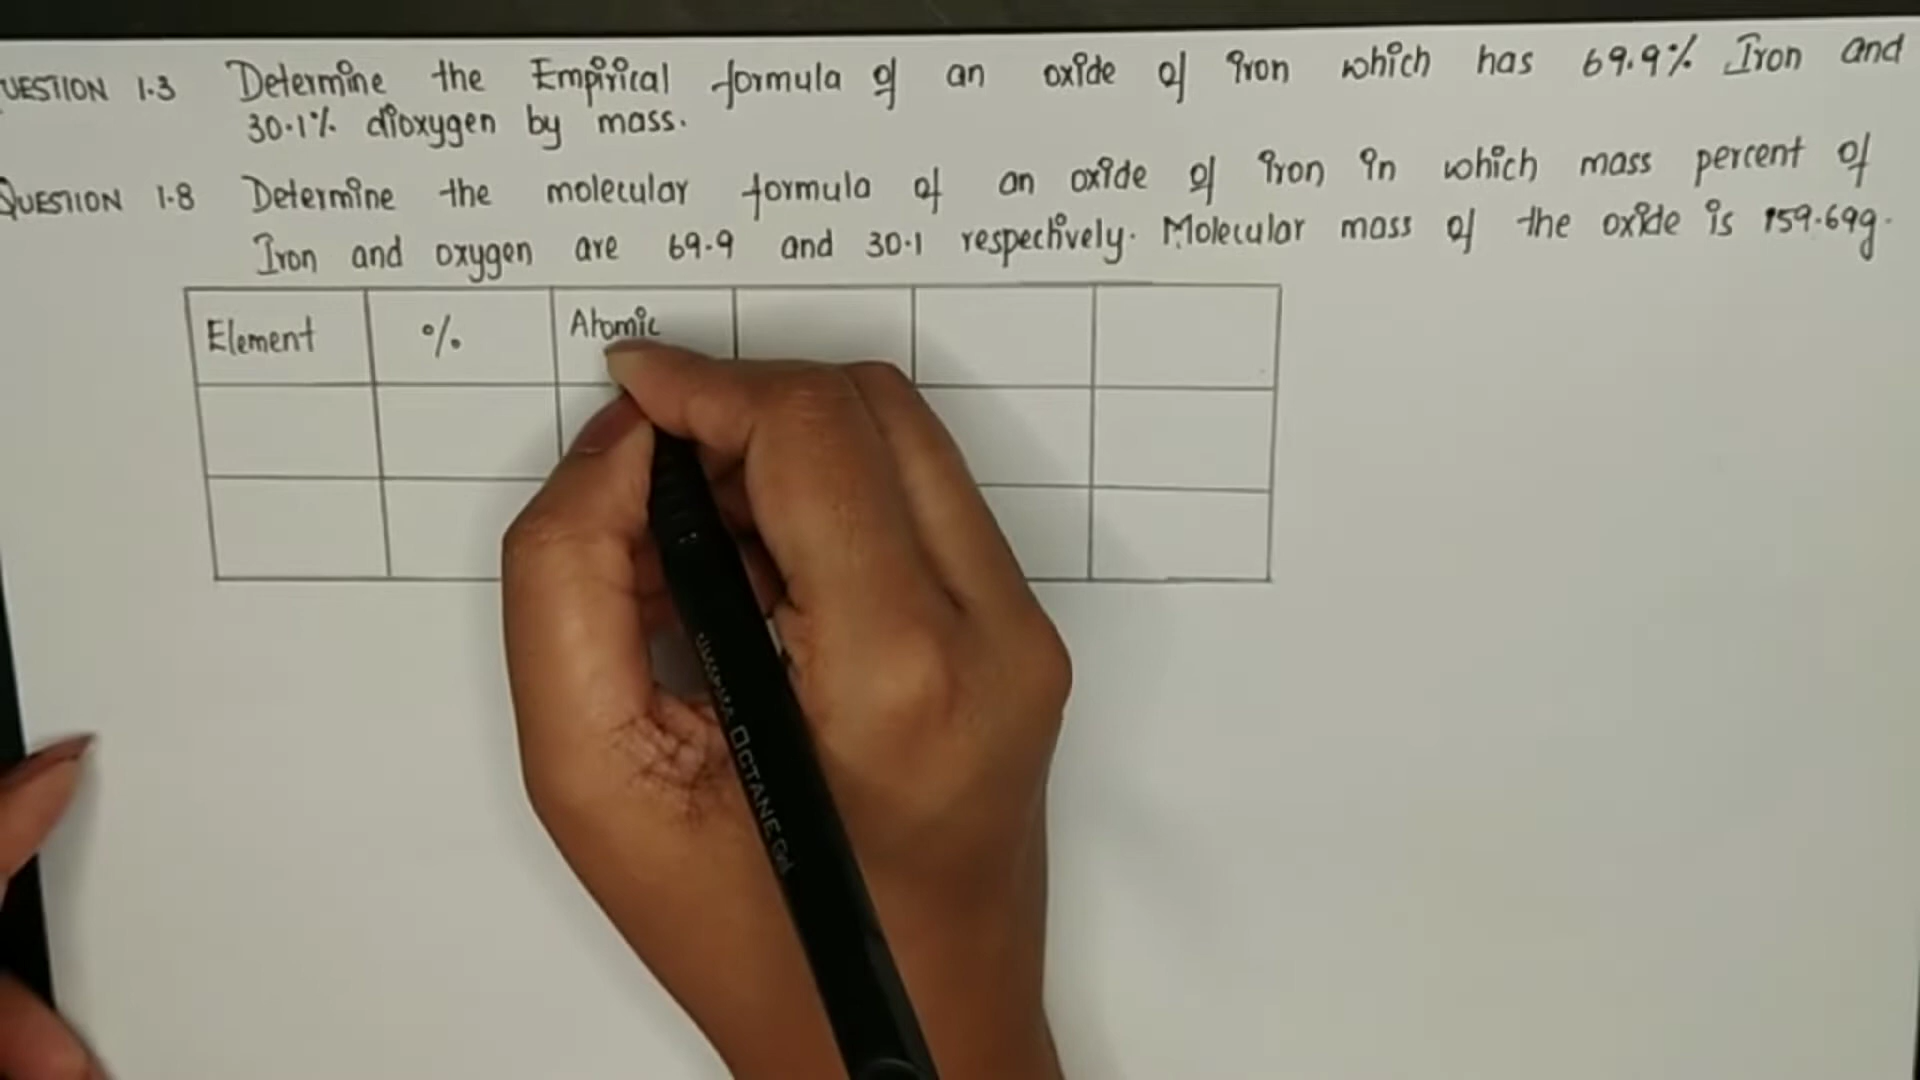 UESTION 1.3 Determine the Empirical formula of an oxide of iron which has 69.9% Iron and
30.1% dioxygen by mass.
QUESTION 1.8 Determine the molecular formula of an oxide of iron in which mass percent of
Iron and oxygen are 69.9 and 30.1 respectively. Molecular mass of the oxide is 159.69g.
Element % Atomic
OCTANE